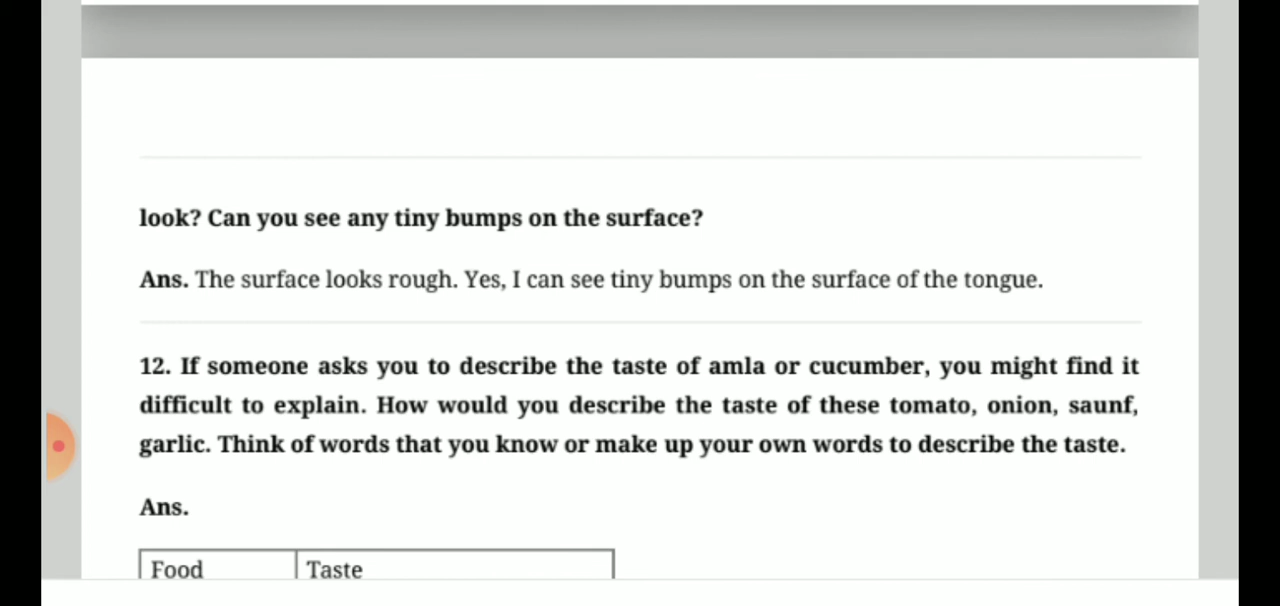 look? Can you see any tiny bumps on the surface?
Ans. The surface looks rough. Yes, I can see tiny bumps on the surface of the tongue.
12. If someone asks you to describe the taste of amla or cucumber, you might find it
difficult to explain. How would you describe the taste of these tomato, onion, saunf,
garlic. Think of words that you know or make up your own words to describe the taste.
Ans.
Food Taste